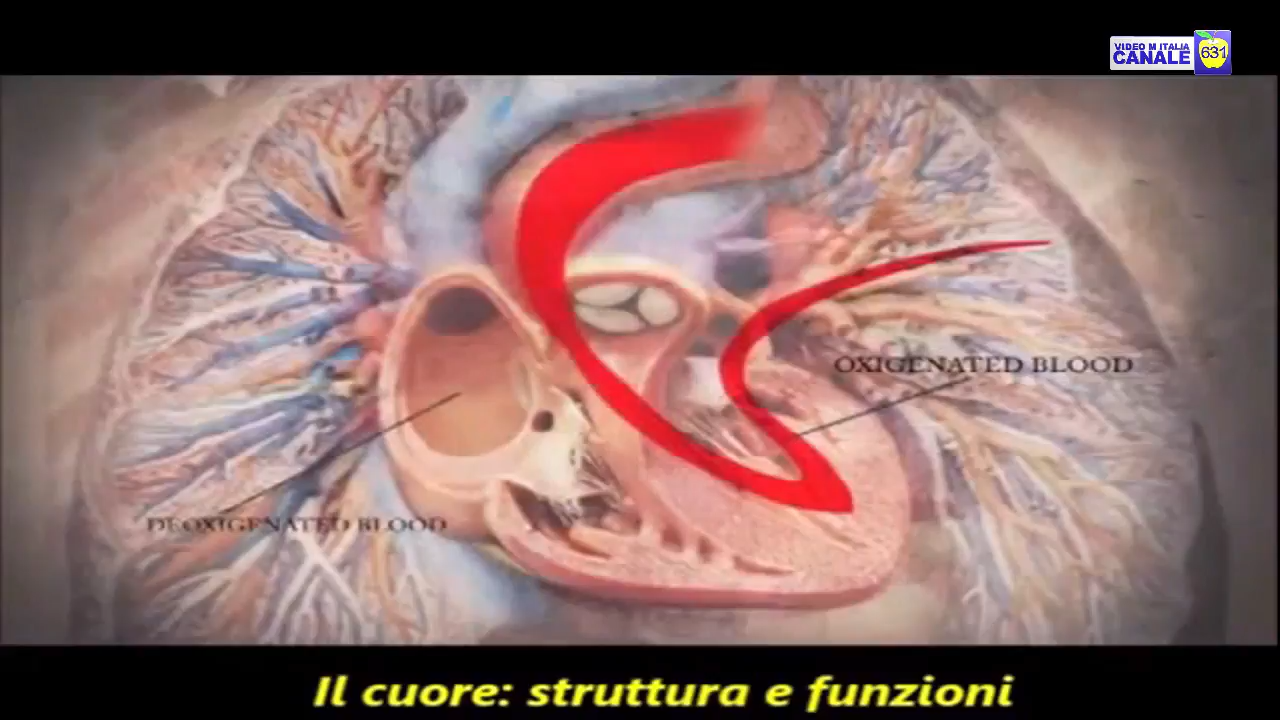 VIDEO M ITALIA
CANALE 631
OXIGENATED BLOOD
DEOXIGENATED BLOOD
Il cuore: struttura e funzioni